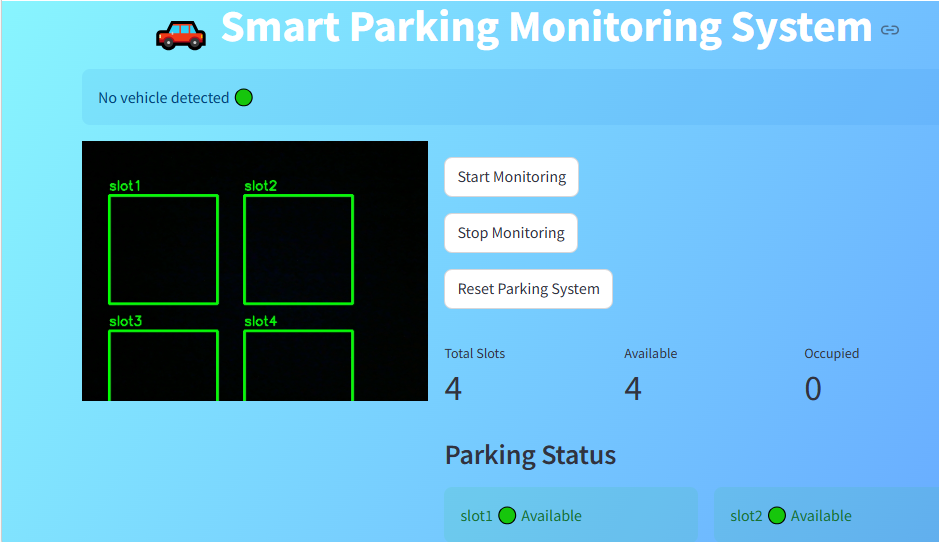 Smart Parking Monitoring System
No vehicle detected
slot1
slot2
slot3
slot4
Start Monitoring
Stop Monitoring
Reset Parking System
Total Slots
4
Available
4
Occupied
0
Parking Status
slot1 Available
slot2 Available